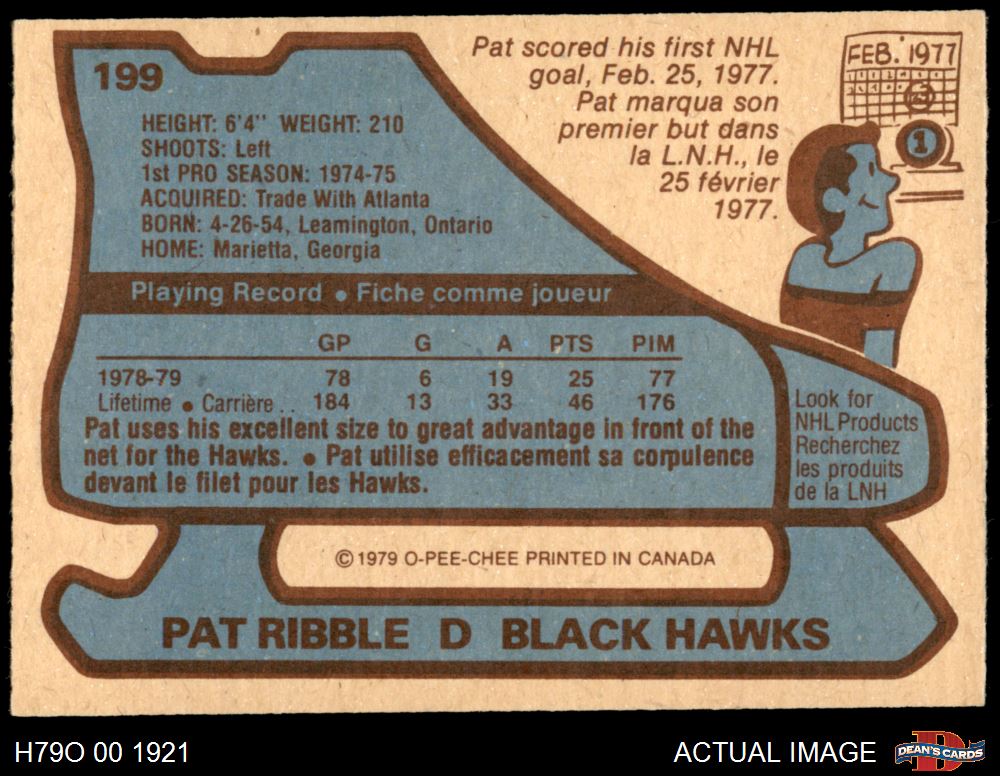 199
Pat scored his first NHL
goal, Feb. 25, 1977.
Pat marqua son
premier but dans
la L.N.H., le
25 février
1977.
FEB. 1977
1
HEIGHT: 6'4'' WEIGHT: 210
SHOOTS: Left
1st PRO SEASON: 1974-75
ACQUIRED: Trade With Atlanta
BORN: 4-26-54, Leamington, Ontario
HOME: Marietta, Georgia
Playing Record • Fiche comme joueur
GP G A PTS PIM
1978-79 78 6 19 25 77
Lifetime • Carrière .. 184 13 33 46 176
Pat uses his excellent size to great advantage in front of the
net for the Hawks. • Pat utilise efficacement sa corpulence
devant le filet pour les Hawks.
Look for
NHL Products
Recherchez
les produits
de la LNH
© 1979 O-PEE-CHEE PRINTED IN CANADA
PAT RIBBLE D BLACK HAWKS
H79O 00 1921
ACTUAL IMAGE
DEAN'S CARDS